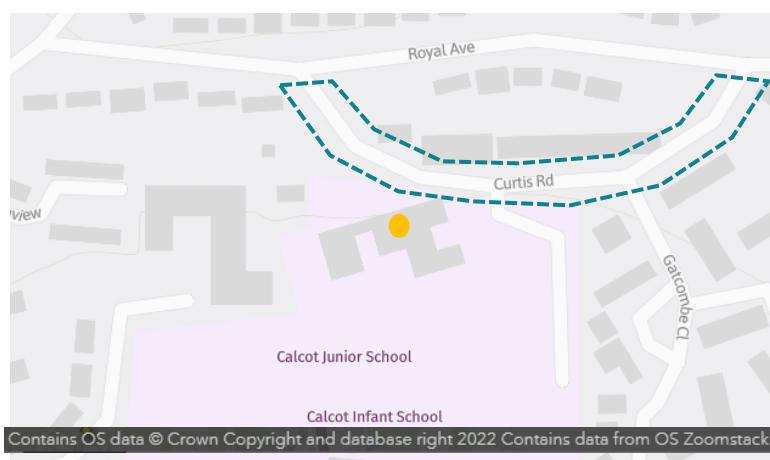 Royal Ave
Curtis Rd
view
Gatcombe Cl
Calcot Junior School
Calcot Infant School
Contains OS data © Crown Copyright and database right 2022 Contains data from OS Zoomstack